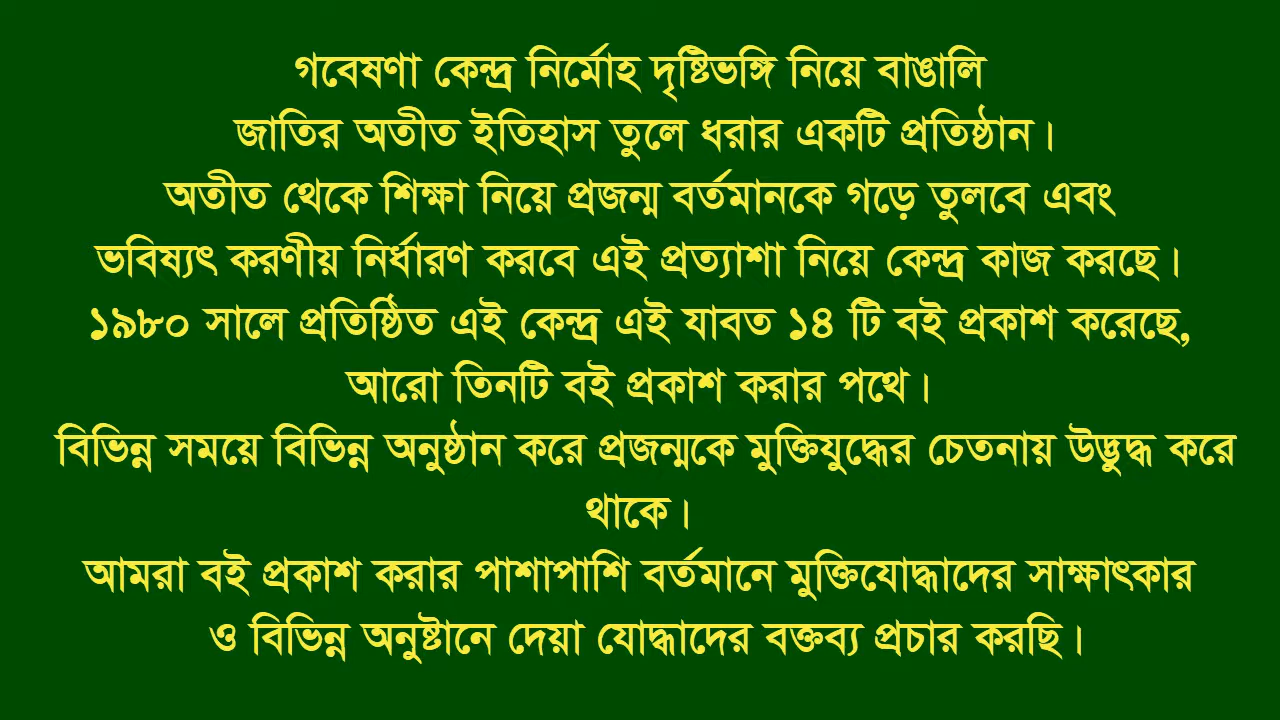 গবেষণা কেন্দ্র নির্মোহ দৃষ্টিভঙ্গি নিয়ে বাঙালি
জাতির অতীত ইতিহাস তুলে ধরার একটি প্রতিষ্ঠান।
অতীত থেকে শিক্ষা নিয়ে প্রজন্ম বর্তমানকে গড়ে তুলবে এবং
ভবিষ্যৎ করণীয় নির্ধারণ করবে এই প্রত্যাশা নিয়ে কেন্দ্র কাজ করছে।
১৯৮০ সালে প্রতিষ্ঠিত এই কেন্দ্র এই যাবত ১৪ টি বই প্রকাশ করেছে,
আরো তিনটি বই প্রকাশ করার পথে।
বিভিন্ন সময়ে বিভিন্ন অনুষ্ঠান করে প্রজন্মকে মুক্তিযুদ্ধের চেতনায় উদ্ভুদ্ধ করে
থাকে।
আমরা বই প্রকাশ করার পাশাপাশি বর্তমানে মুক্তিযোদ্ধাদের সাক্ষাৎকার
ও বিভিন্ন অনুষ্টানে দেয়া যোদ্ধাদের বক্তব্য প্রচার করছি।